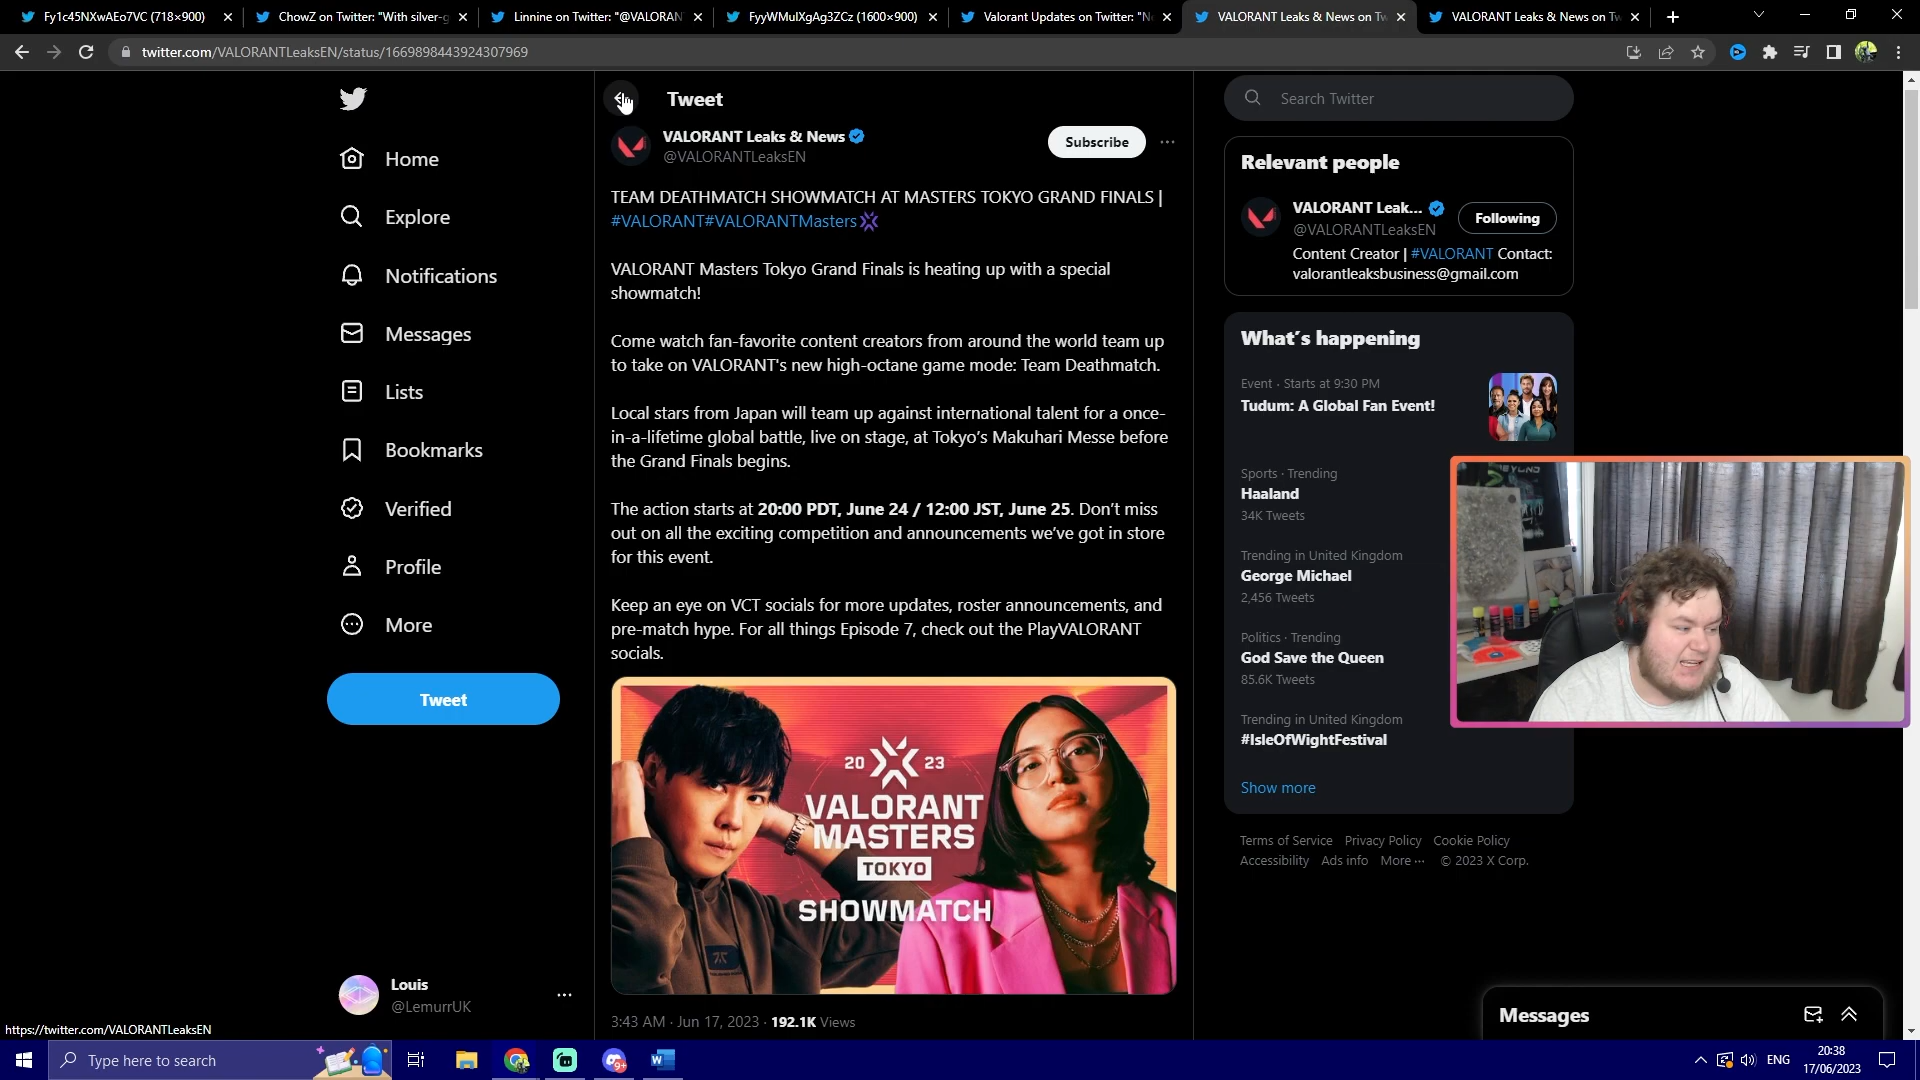 Fy1c45NXwAEo7VC (718×900)
ChowZ on Twitter: "With silver-g
Linnine on Twitter: "@VALORAN
FyyWMulXgAg3ZCz (1600×900)
Valorant Updates on Twitter: "N
VALORANT Leaks & News on Tw
VALORANT Leaks & News on Tw
twitter.com/VALORANTLeaksEN/status/1669898443924307969
Home
Explore
Notifications
Messages
Lists
Bookmarks
Verified
Profile
More
Tweet
Louis
@LemurrUK
https://twitter.com/VALORANTLeaksEN
Tweet
VALORANT Leaks & News
@VALORANTLeaksEN
Subscribe
TEAM DEATHMATCH SHOWMATCH AT MASTERS TOKYO GRAND FINALS |
#VALORANT#VALORANTMasters
VALORANT Masters Tokyo Grand Finals is heating up with a special
showmatch!
Come watch fan-favorite content creators from around the world team up
to take on VALORANT's new high-octane game mode: Team Deathmatch.
Local stars from Japan will team up against international talent for a once-
in-a-lifetime global battle, live on stage, at Tokyo's Makuhari Messe before
the Grand Finals begins.
The action starts at 20:00 PDT, June 24 / 12:00 JST, June 25. Don't miss
out on all the exciting competition and announcements we've got in store
for this event.
Keep an eye on VCT socials for more updates, roster announcements, and
pre-match hype. For all things Episode 7, check out the PlayVALORANT
socials.
20 23
VALORANT
MASTERS
TOKYO
SHOWMATCH
3:43 AM · Jun 17, 2023 · 192.1K Views
Search Twitter
Relevant people
VALORANT Leak...
@VALORANTLeaksEN
Following
Content Creator | #VALORANT Contact:
valorantleaksbusiness@gmail.com
What's happening
Event · Starts at 9:30 PM
Tudum: A Global Fan Event!
Sports · Trending
Haaland
34K Tweets
Trending in United Kingdom
George Michael
2,456 Tweets
Politics · Trending
God Save the Queen
85.6K Tweets
Trending in United Kingdom
#IsleOfWightFestival
Show more
Terms of Service Privacy Policy Cookie Policy
Accessibility Ads info More ··· © 2023 X Corp.
Messages
Type here to search
ENG
20:38
17/06/2023